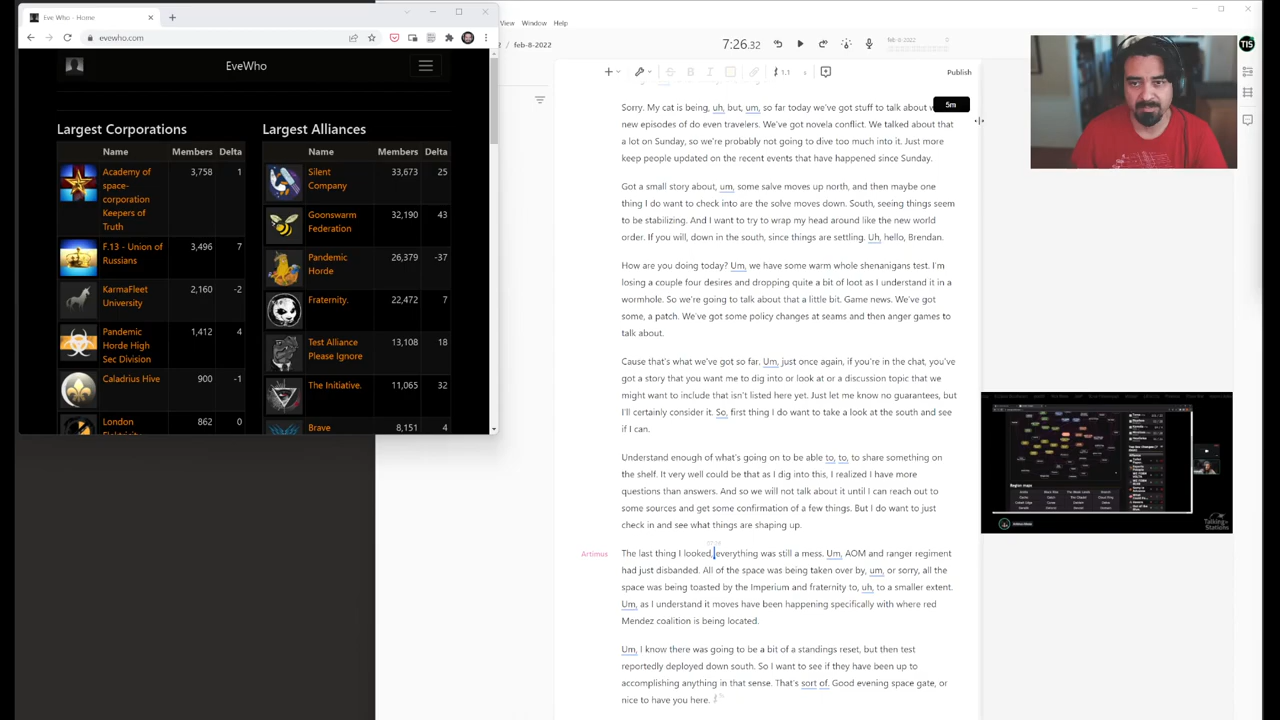 Eve Who - Home
evewho.com
EveWho
Largest Corporations
Name Members Delta
Academy of space-corporation Keepers of Truth 3,758 1
F.13 - Union of Russians 3,496 7
KarmaFleet University 2,160 -2
Pandemic Horde High Sec Division 1,412 4
Caladrius Hive 900 -1
London 862 0
Largest Alliances
Name Members Delta
Silent Company 33,673 25
Goonswarm Federation 32,190 43
Pandemic Horde 26,379 -37
Fraternity. 22,472 7
Test Alliance Please Ignore 13,108 18
The Initiative. 11,065 32
Brave 8,151 4
View Window Help
2 / feb-8-2022
7:26.32
feb-8-2022
1.1
Publish
5m
TIS
Sorry. My cat is being, uh, but, um, so far today we've got stuff to talk about
new episodes of do even travelers. We've got novela conflict. We talked about that
a lot on Sunday, so we're probably not going to dive too much into it. Just more
keep people updated on the recent events that have happened since Sunday.
Got a small story about, um, some salve moves up north, and then maybe one
thing I do want to check into are the solve moves down. South, seeing things seem
to be stabilizing. And I want to try to wrap my head around like the new world
order. If you will, down in the south, since things are settling. Uh, hello, Brendan.
How are you doing today? Um, we have some warm whole shenanigans test. I'm
losing a couple four desires and dropping quite a bit of loot as I understand it in a
wormhole. So we're going to talk about that a little bit. Game news. We've got
some, a patch. We've got some policy changes at seams and then anger games to
talk about.
Cause that's what we've got so far. Um, just once again, if you're in the chat, you've
got a story that you want me to dig into or look at or a discussion topic that we
might want to include that isn't listed here yet. Just let me know no guarantees, but
I'll certainly consider it. So, first thing I do want to take a look at the south and see
if I can.
Understand enough of what's going on to be able to, to, to share something on
the shelf. It very well could be that as I dig into this, I realized I have more
questions than answers. And so we will not talk about it until I can reach out to
some sources and get some confirmation of a few things. But I do want to just
check in and see what things are shaping up.
Artimus
The last thing I looked, everything was still a mess. Um, AOM and ranger regiment
had just disbanded. All of the space was being taken over by, um, or sorry, all the
space was being toasted by the Imperium and fraternity to, uh, to a smaller extent.
Um, as I understand it moves have been happening specifically with where red
Mendez coalition is being located.
Um, I know there was going to be a bit of a standings reset, but then test
reportedly deployed down south. So I want to see if they have been up to
accomplishing anything in that sense. That's sort of. Good evening space gate, or
nice to have you here.
Region maps
Talking
Stations